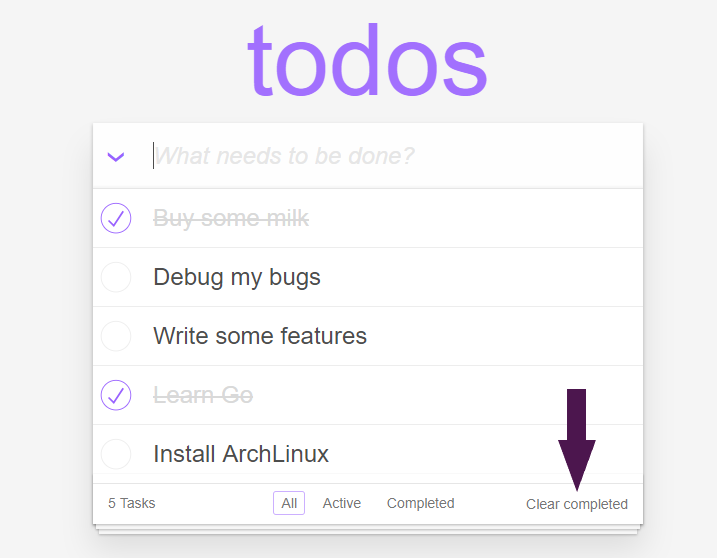 todos
What needs to be done?
Buy some milk
Debug my bugs
Write some features
Learn Go
Install ArchLinux
5 Tasks All Active Completed Clear completed